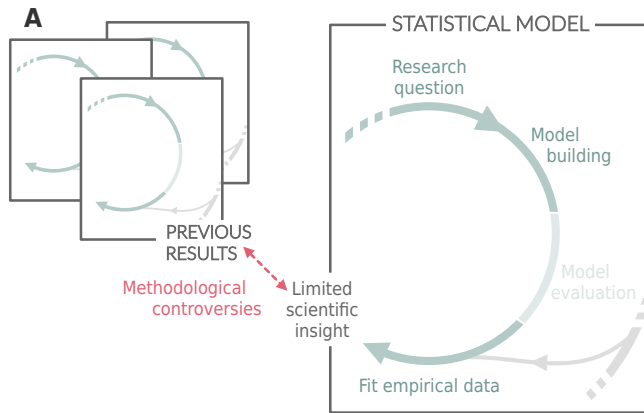 A
STATISTICAL MODEL
Research
question
Model
building
Model
evaluation
Fit empirical data
PREVIOUS
RESULTS
Methodological
controversies
Limited
scientific
insight